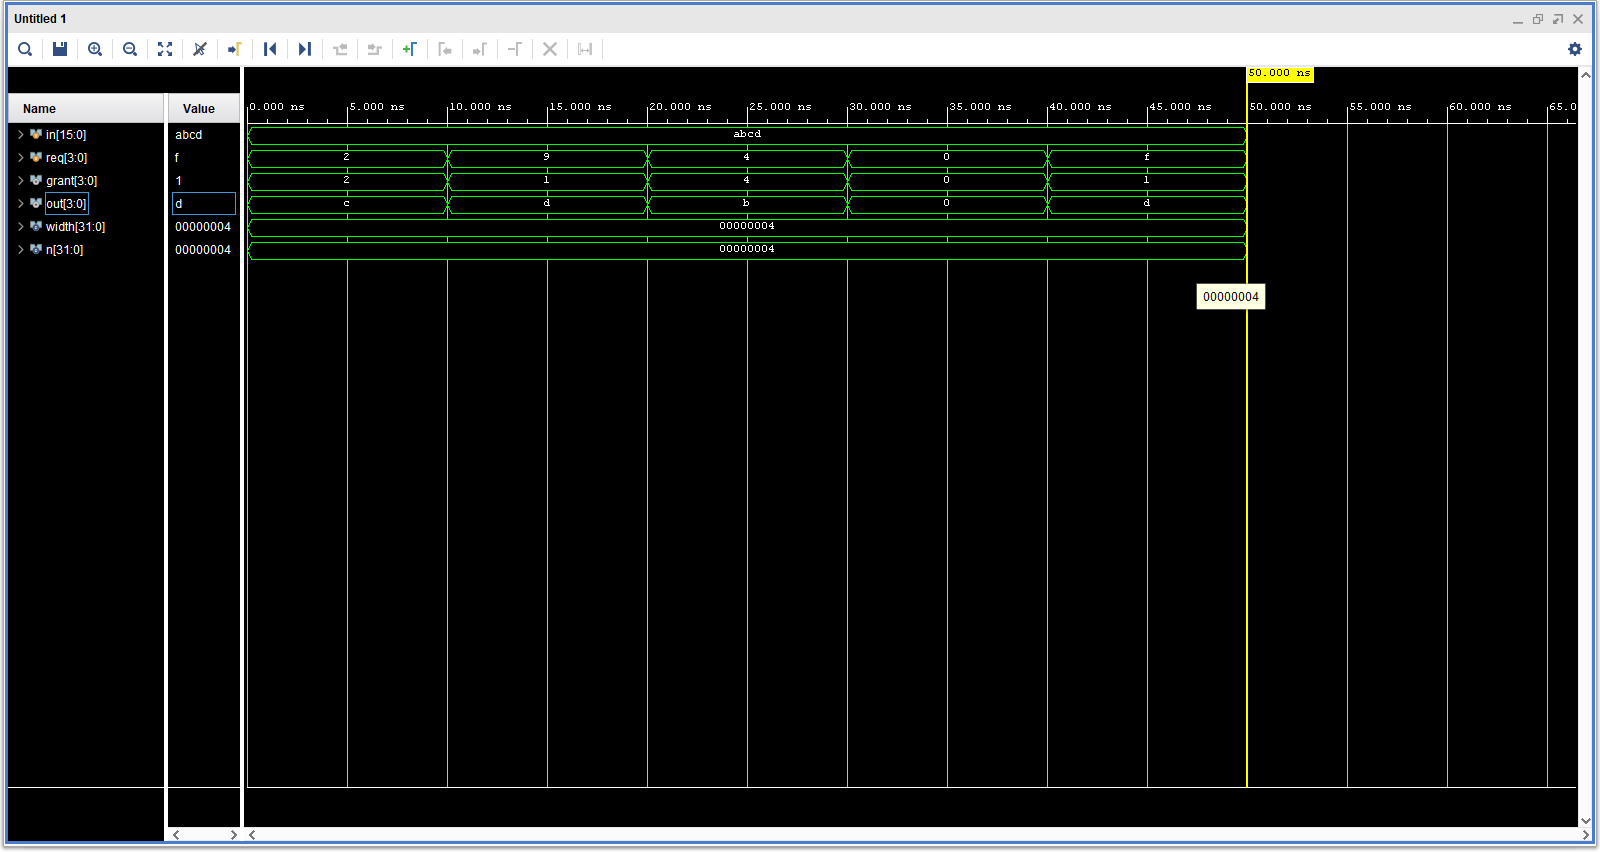 Untitled 1
50.000 ns
Name Value 0.000 ns 5.000 ns 10.000 ns 15.000 ns 20.000 ns 25.000 ns 30.000 ns 35.000 ns 40.000 ns 45.000 ns 50.000 ns 55.000 ns 60.000 ns 65.0
in[15:0] abcd abcd
req[3:0] f 2 9 4 0 f
grant[3:0] 1 2 1 4 0 1
out[3:0] d c d b 0 d
width[31:0] 00000004 00000004
n[31:0] 00000004 00000004
00000004